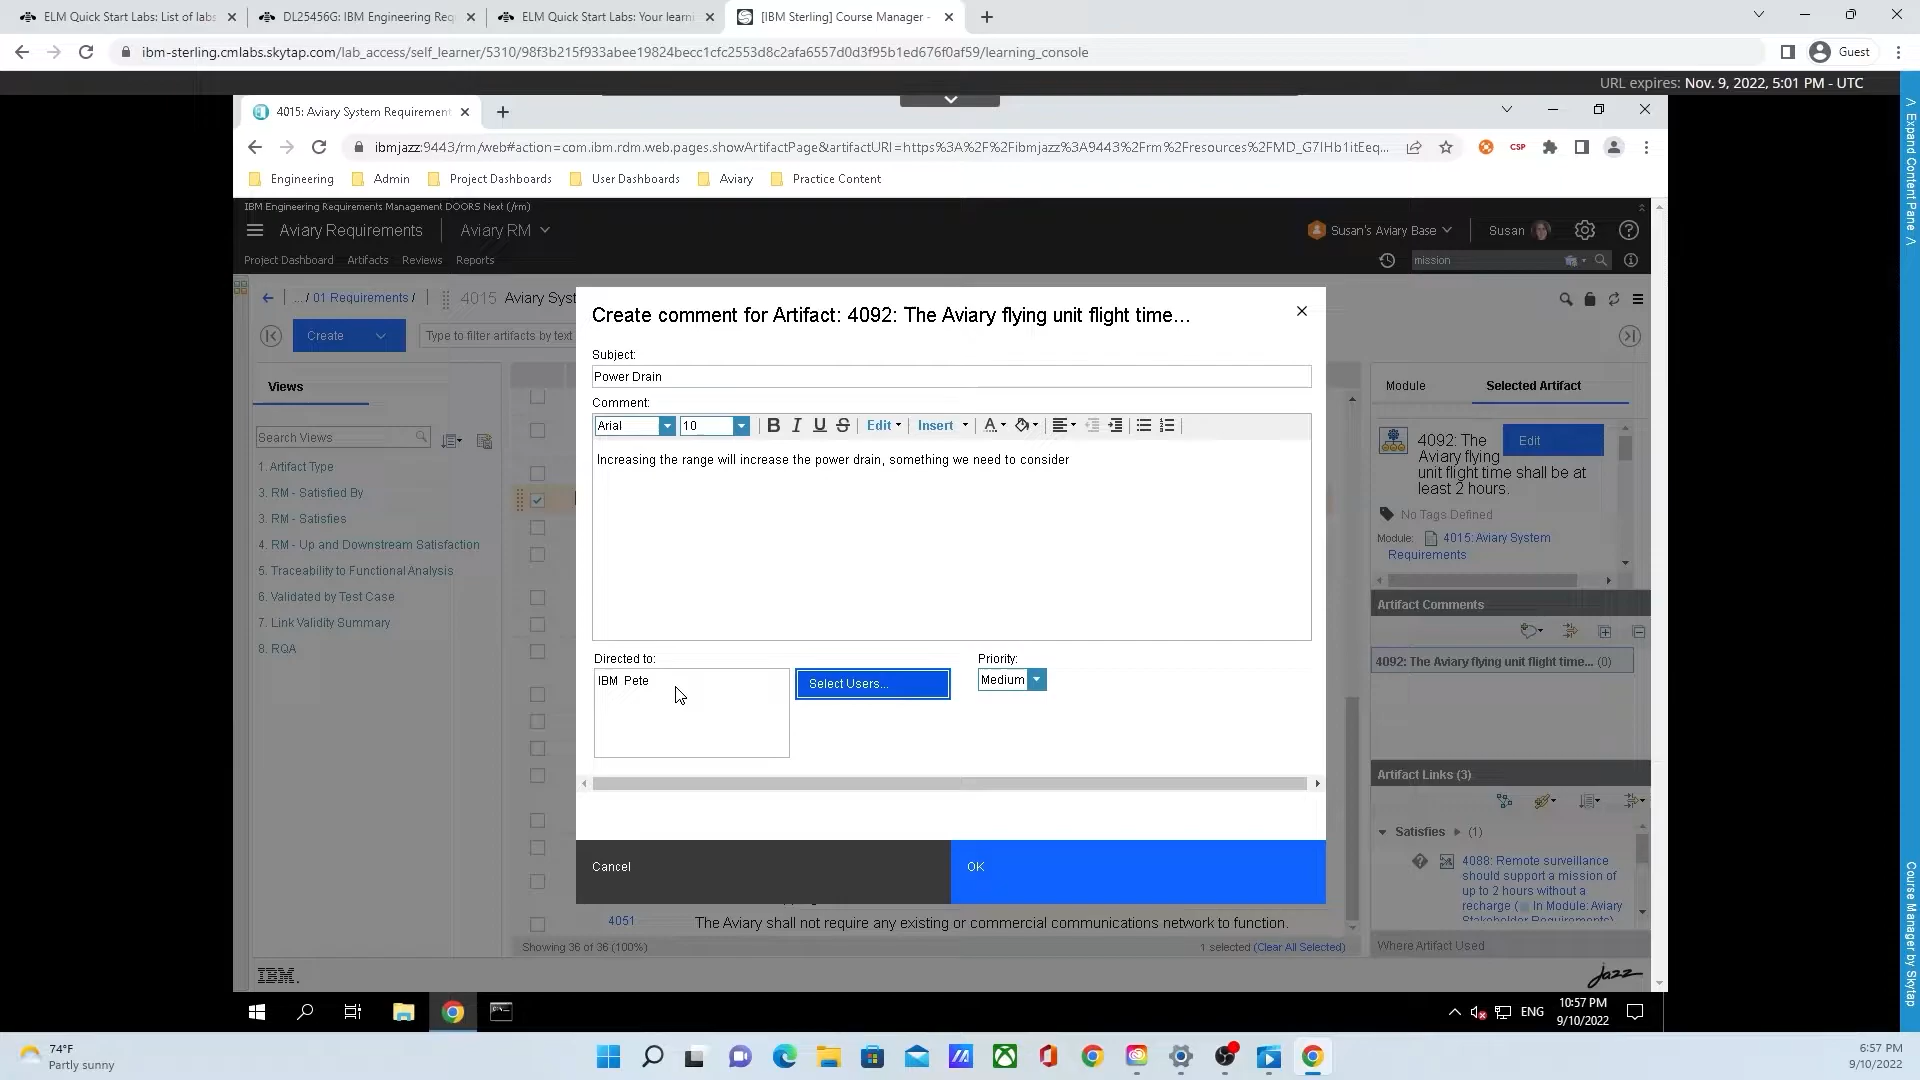 ELM Quick Start Labs: List of labs
DL25456G: IBM Engineering Req
ELM Quick Start Labs: Your learni
[IBM Sterling] Course Manager -
ibm-sterling.cmlabs.skytap.com/lab_access/self_learner/5310/98f3b215f933abee19824becc1cfc2553d8c2afa6557d0d3f95b1ed676f0af59/learning_console
Guest
URL expires: Nov. 9, 2022, 5:01 PM - UTC
4015: Aviary System Requirement
ibmjazz:9443/rm/web#action=com.ibm.rdm.web.pages.showArtifactPage&artifactURI=https%3A%2F%2Fibmjazz%3A9443%2Frm%2Fresources%2FMD_G7IHb1itEeq...
CSP
Engineering
Admin
Project Dashboards
User Dashboards
Aviary
Practice Content
IBM Engineering Requirements Management DOORS Next (/rm)
Aviary Requirements
Aviary RM
Susan's Aviary Base
Susan
Project Dashboard
Artifacts
Reviews
Reports
mission
... / 01 Requirements /
4015 Aviary Syst
Create
Type to filter artifacts by text
Views
Search Views
1. Artifact Type
3. RM - Satisfied By
3. RM - Satisfies
4. RM - Up and Downstream Satisfaction
5. Traceability to Functional Analysis
6. Validated by Test Case
7. Link Validity Summary
8. RQA
Create comment for Artifact: 4092: The Aviary flying unit flight time...
Subject:
Power Drain
Comment:
Arial
10
B I U S
Edit
Insert
A
Increasing the range will increase the power drain, something we need to consider
Directed to:
IBM Pete
Select Users...
Priority:
Medium
Cancel
OK
4051
The Aviary shall not require any existing or commercial communications network to function.
Showing 36 of 36 (100%)
1 selected (Clear All Selected)
Module
Selected Artifact
4092: The
Aviary flying
unit flight time
shall be at
least 2 hours.
Edit
No Tags Defined
Module:
4015: Aviary System
Requirements
Artifact Comments
4092: The Aviary flying unit flight time... (0)
Artifact Links (3)
Satisfies
(1)
4088: Remote surveillance
should support a mission of
up to 2 hours without a
recharge ( In Module: Aviary
Stakeholder Requirements)
Where Artifact Used
IBM.
Jazz
< Expand Content Pane <
Course Manager by Skytap
ENG
10:57 PM
9/10/2022
74°F
Partly sunny
6:57 PM
9/10/2022